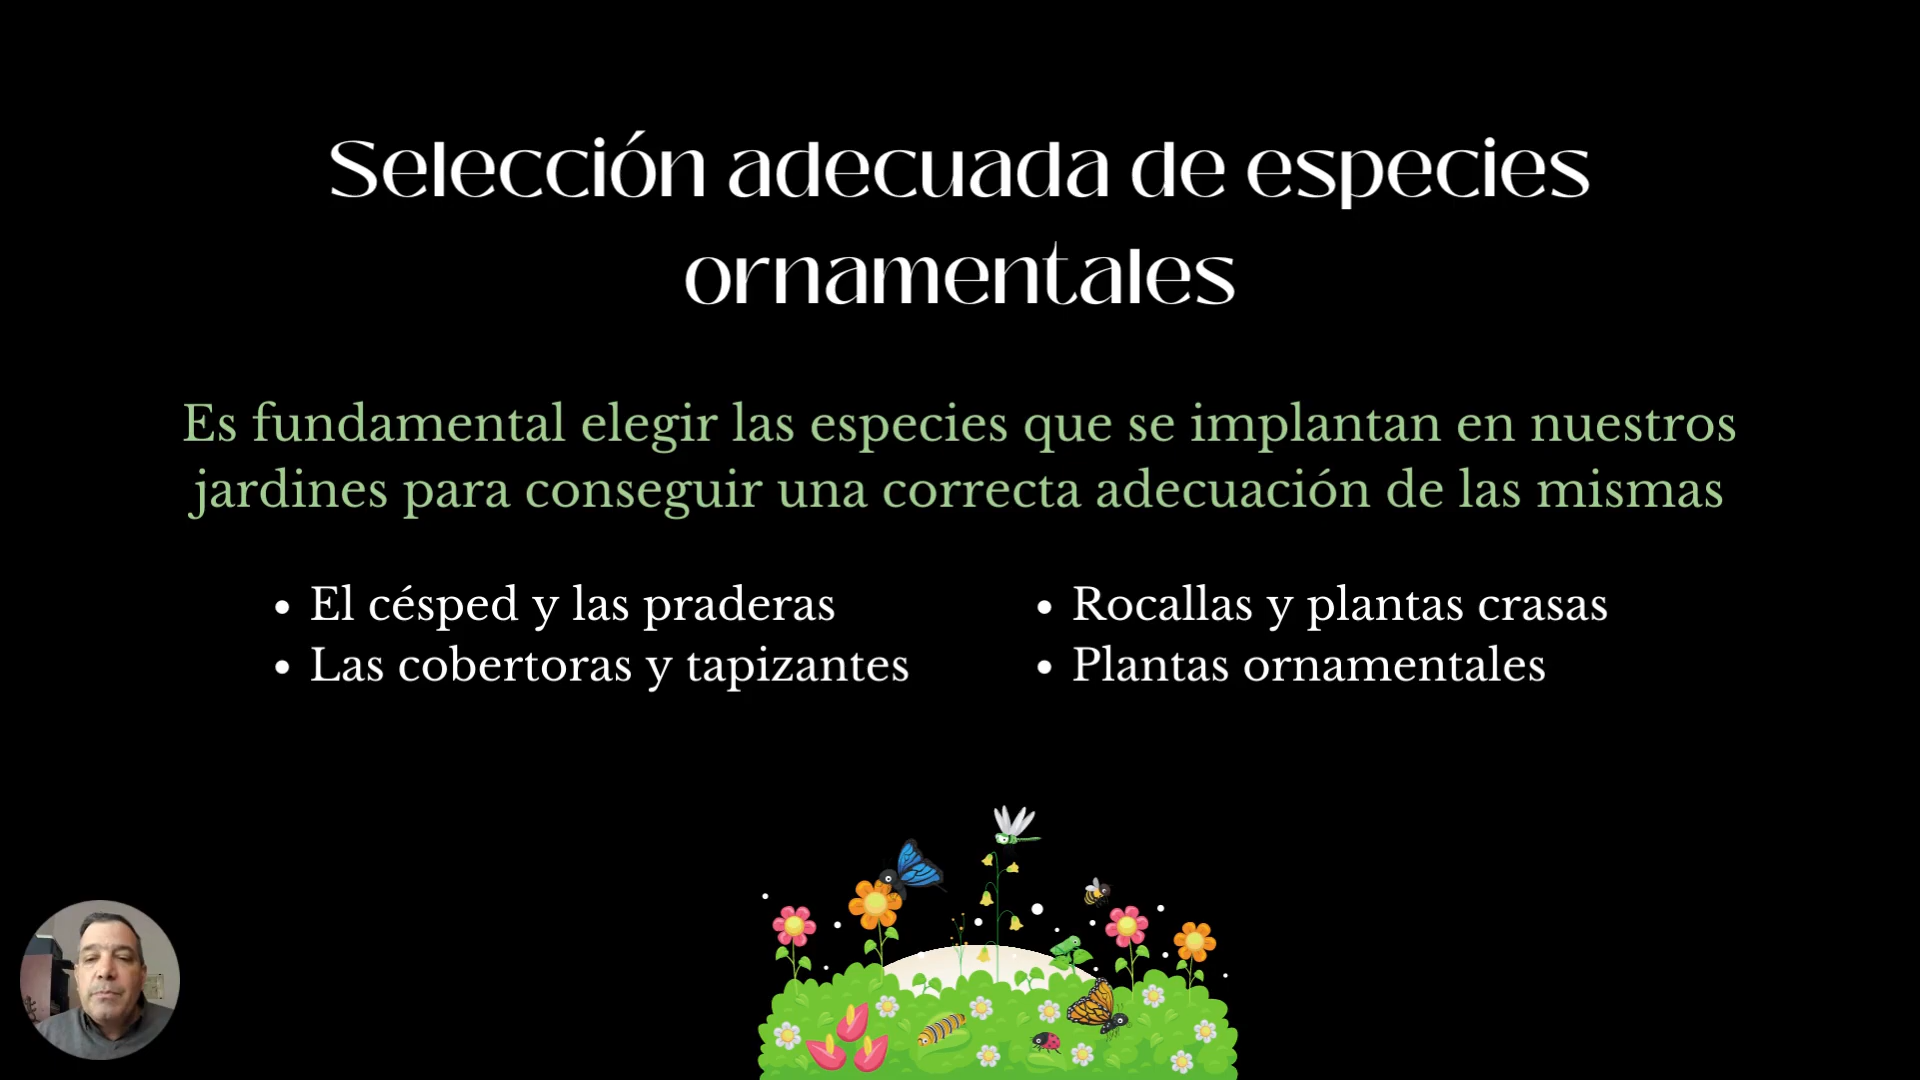 Selección adecuada de especies
ornamentales
Es fundamental elegir las especies que se implantan en nuestros
jardines para conseguir una correcta adecuación de las mismas
• El césped y las praderas
• Las cobertoras y tapizantes
• Rocallas y plantas crasas
• Plantas ornamentales